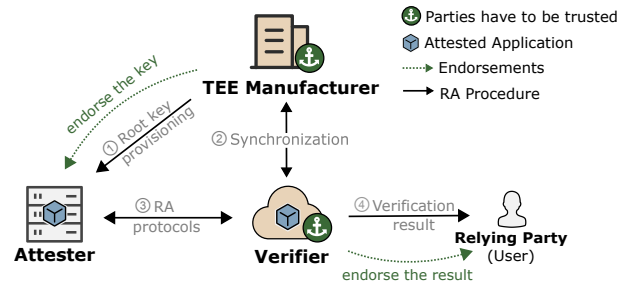 Parties have to be trusted
Attested Application
Endorsements
RA Procedure
TEE Manufacturer
endorse the key
① Root key
provisioning
② Synchronization
③ RA
protocols
④ Verification
result
Attester
Verifier
Relying Party
(User)
endorse the result